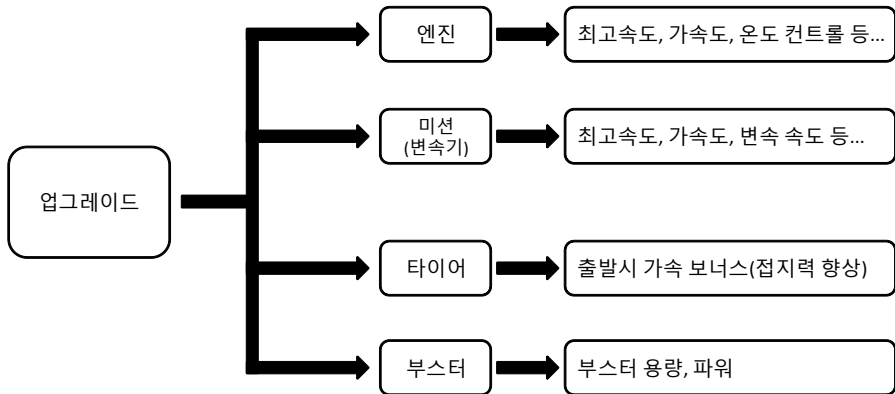 업그레이드
엔진
최고속도, 가속도, 온도 컨트롤 등...
미션
(변속기)
최고속도, 가속도, 변속 속도 등...
타이어
출발시 가속 보너스(접지력 향상)
부스터
부스터 용량, 파워